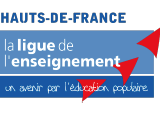 HAUTS-DE-FRANCE
la ligue de
l'enseignement
un avenir par l'éducation populaire